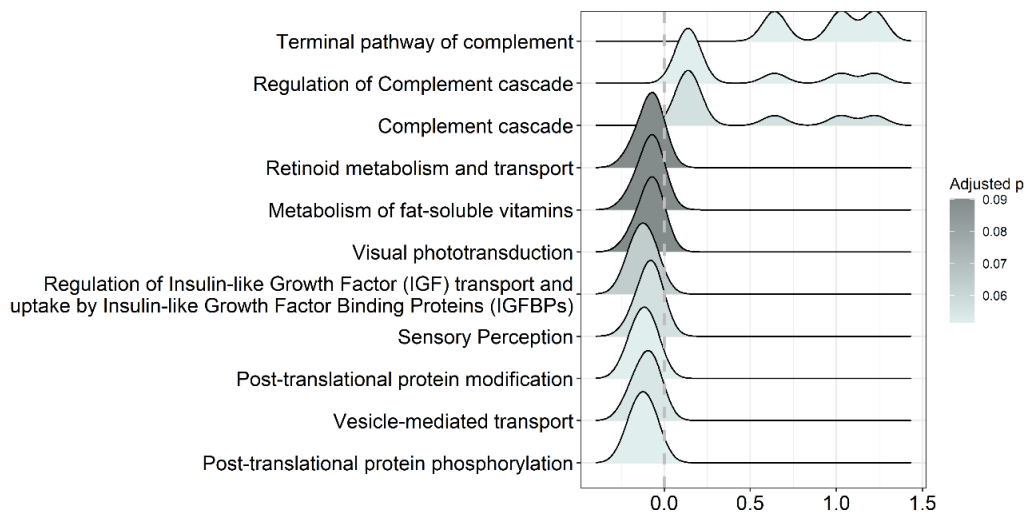 Terminal pathway of complement
Regulation of Complement cascade
Complement cascade
Retinoid metabolism and transport
Metabolism of fat-soluble vitamins
Visual phototransduction
Regulation of Insulin-like Growth Factor (IGF) transport and
uptake by Insulin-like Growth Factor Binding Proteins (IGFBPs)
Sensory Perception
Post-translational protein modification
Vesicle-mediated transport
Post-translational protein phosphorylation
0.0 0.5 1.0 1.5
Adjusted p
0.09
0.08
0.07
0.06